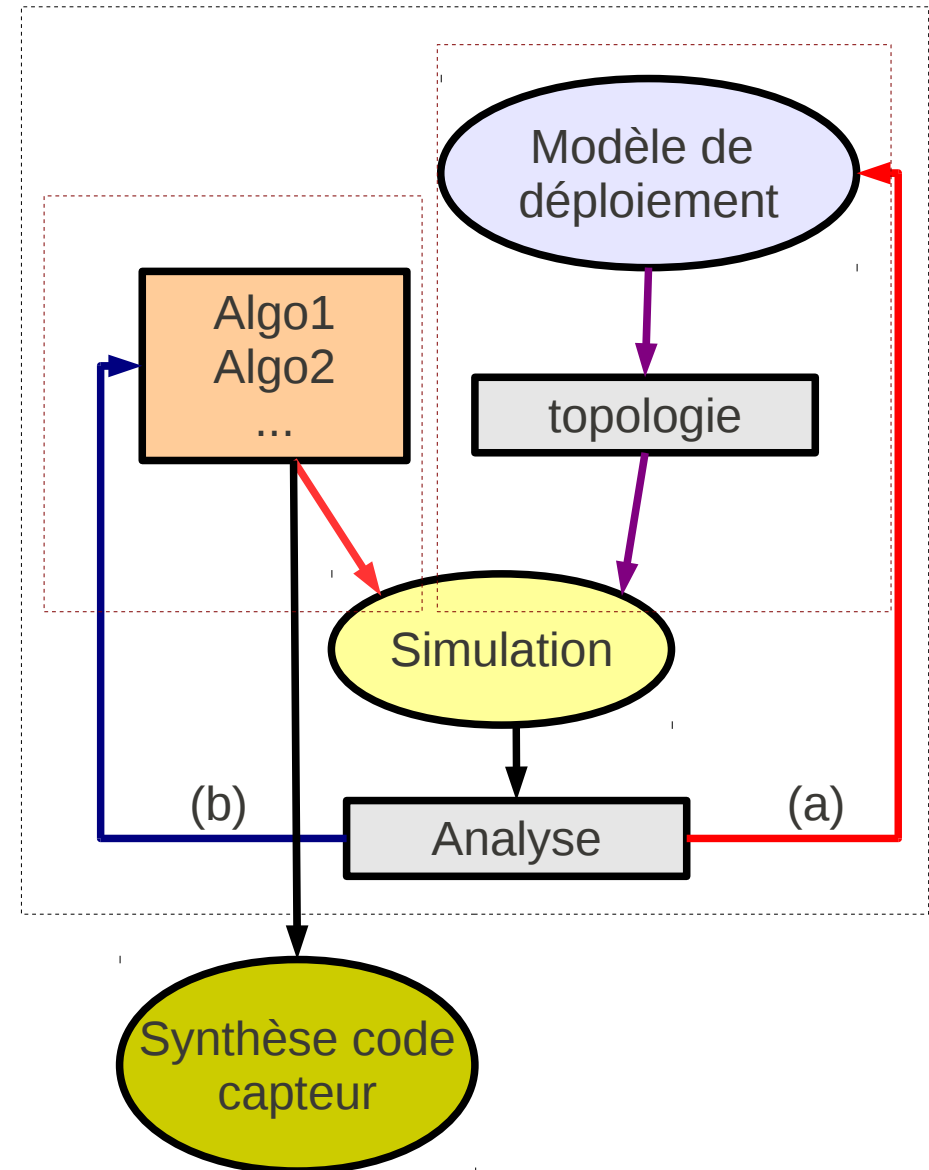 Modèle de
déploiement
Algo1
Algo2
...
topologie
Simulation
(b)
(a)
Analyse
Synthèse code
capteur